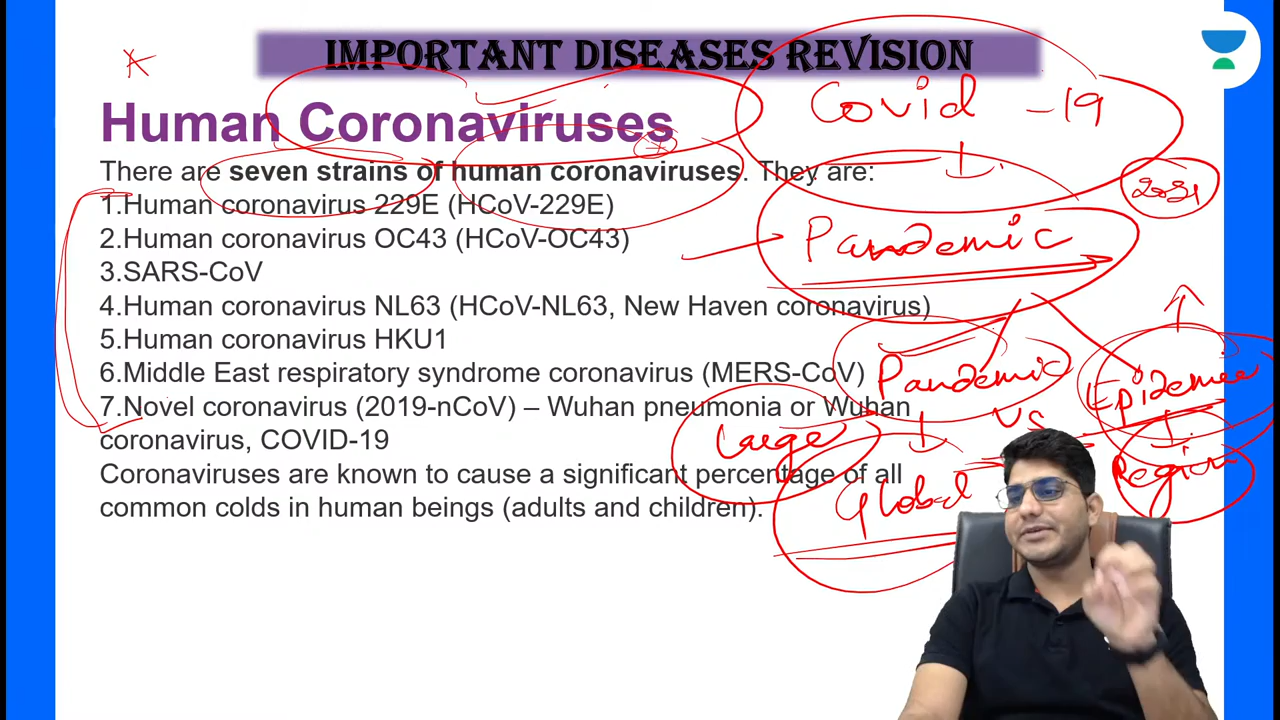 IMPORTANT DISEASES REVISION
Human Coronaviruses
Covid -19
There are seven strains of human coronaviruses. They are:
2021
1.Human coronavirus 229E (HCoV-229E)
2.Human coronavirus OC43 (HCoV-OC43)
Pandemic
3.SARS-CoV
4.Human coronavirus NL63 (HCoV-NL63, New Haven coronavirus)
5.Human coronavirus HKU1
6.Middle East respiratory syndrome coronavirus (MERS-CoV)
Pandemic
VS
Epidemic
7.Novel coronavirus (2019-nCoV) – Wuhan pneumonia or Wuhan
coronavirus, COVID-19
Large
Region
Coronaviruses are known to cause a significant percentage of all
common colds in human beings (adults and children).
Global